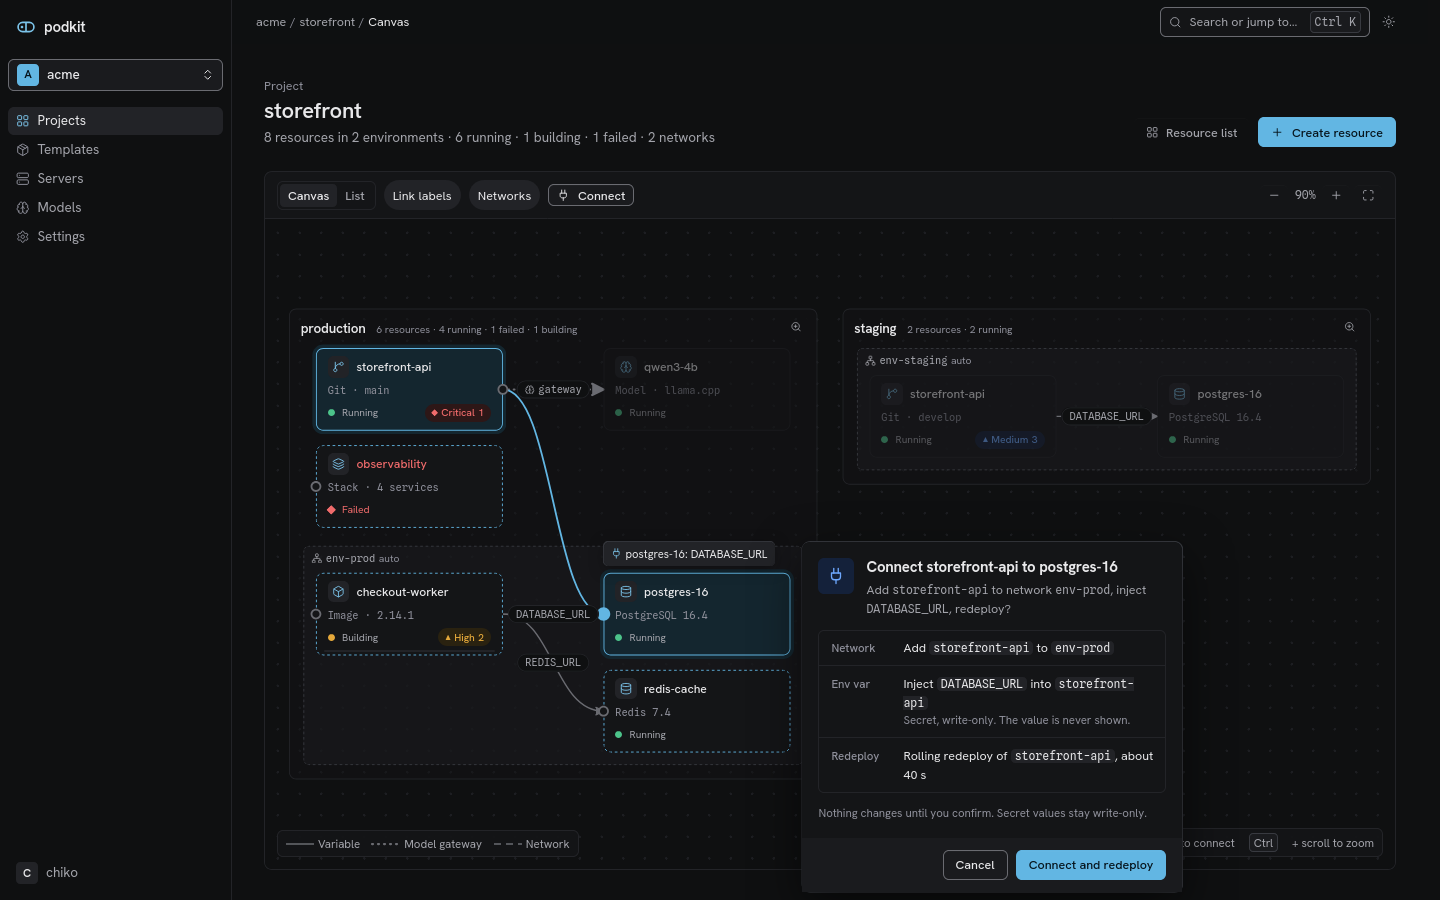 podkit
A acme
Projects
Templates
Servers
Models
Settings
C chiko
acme / storefront / Canvas
Search or jump to... Ctrl K
Project
storefront
8 resources in 2 environments · 6 running · 1 building · 1 failed · 2 networks
Resource list
Create resource
Canvas List Link labels Networks Connect
90%
production 6 resources · 4 running · 1 failed · 1 building
storefront-api
Git · main
Running Critical 1
gateway
qwen3-4b
Model · llama.cpp
Running
observability
Stack · 4 services
Failed
env-prod auto
checkout-worker
Image · 2.14.1
Building High 2
DATABASE_URL
REDIS_URL
postgres-16: DATABASE_URL
postgres-16
PostgreSQL 16.4
Running
redis-cache
Redis 7.4
Running
staging 2 resources · 2 running
env-staging auto
storefront-api
Git · develop
Running Medium 3
DATABASE_URL
postgres-16
PostgreSQL 16.4
Running
Connect storefront-api to postgres-16
Add storefront-api to network env-prod, inject
DATABASE_URL, redeploy?
Network Add storefront-api to env-prod
Env var Inject DATABASE_URL into storefront-
api
Secret, write-only. The value is never shown.
Redeploy Rolling redeploy of storefront-api, about
40 s
Nothing changes until you confirm. Secret values stay write-only.
Cancel Connect and redeploy
Variable Model gateway Network
to connect Ctrl + scroll to zoom